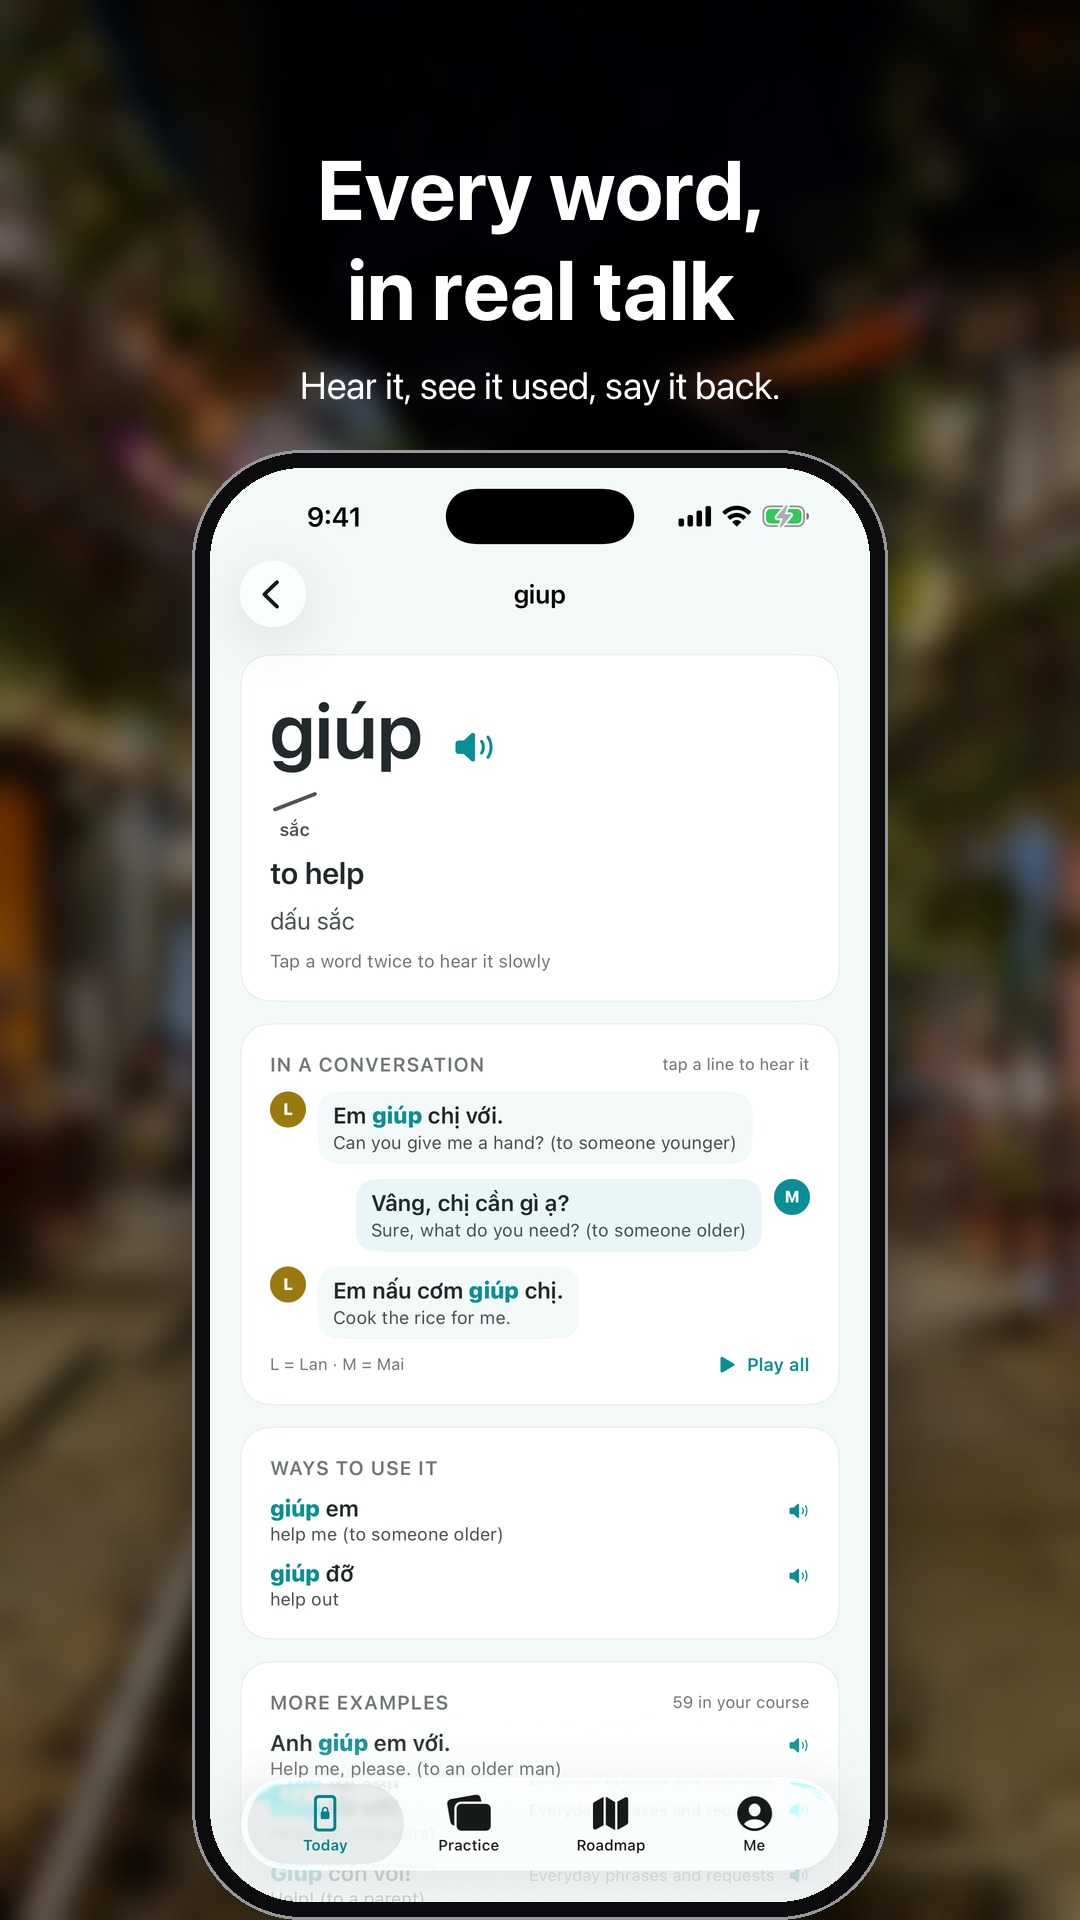 Every word,
in real talk
Hear it, see it used, say it back.
9:41
giup
giúp
sắc
to help
dấu sắc
Tap a word twice to hear it slowly
IN A CONVERSATION
tap a line to hear it
L
Em giúp chị với.
Can you give me a hand? (to someone younger)
Vâng, chị cần gì ạ?
M
Sure, what do you need? (to someone older)
L
Em nấu cơm giúp chị.
Cook the rice for me.
L = Lan · M = Mai
Play all
WAYS TO USE IT
giúp em
help me (to someone older)
giúp đỡ
help out
MORE EXAMPLES
59 in your course
Anh giúp em với.
Help me, please. (to an older man)
Today
Practice
Roadmap
Me
Giúp con với!
Everyday phrases and requests
Help! (to a parent)